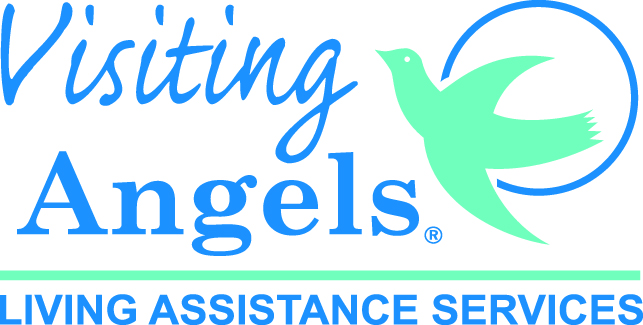 Visiting
Angels®
LIVING ASSISTANCE SERVICES